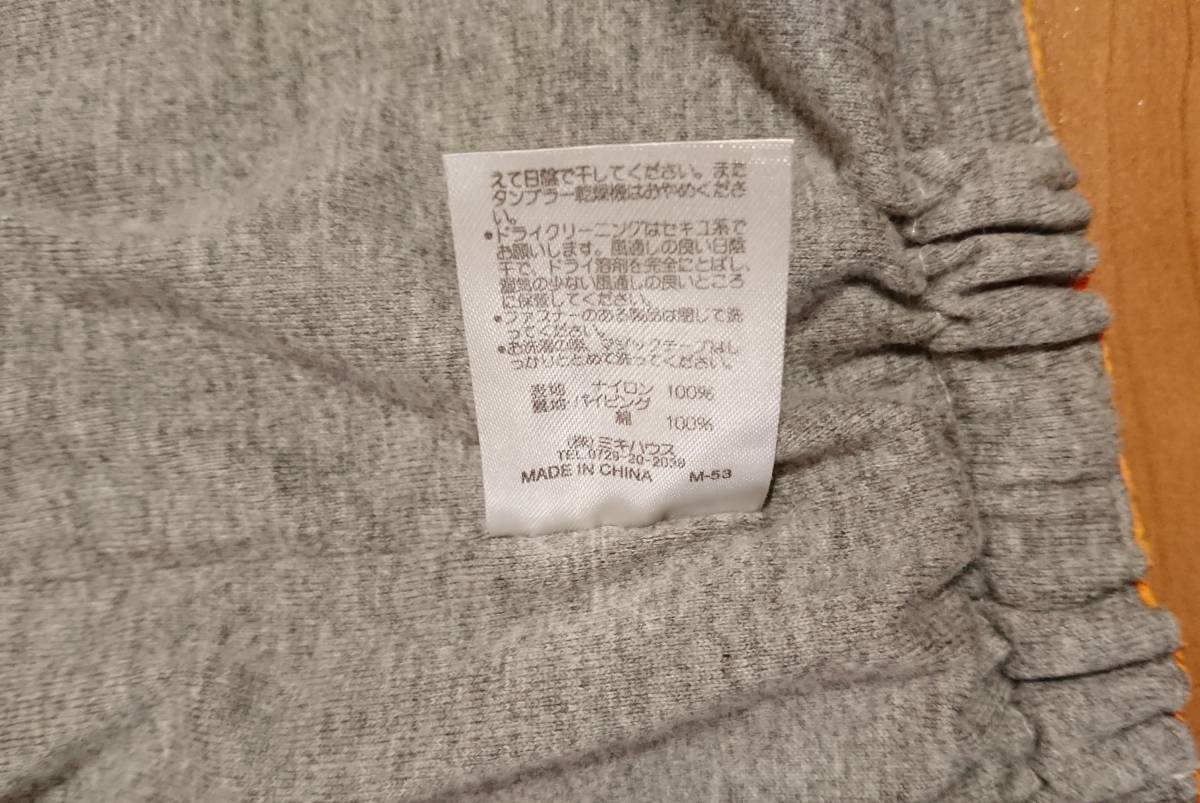 えて日陰で干してください。また
タンブラー乾燥機はおやめくださ
い。
●ドライクリーニングはセキユ系で
お願いします。風通しの良い日陰
干で、ドライ溶剤を完全にとばし、
湿気の少ない風通しの良いところ
に保管してください。
●ファスナーのある製品は閉じて洗
ってください。
●お洗濯の際、マジックテープはし
っかりととめて洗ってください。
表地 ナイロン 100%
裏地・パイピング
綿 100%
(株)ミキハウス
TEL.0729-20-2039
MADE IN CHINA M-53